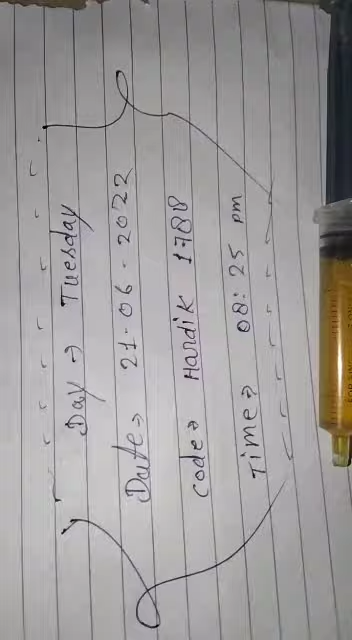 Day → Tuesday
Date → 21-06-2022
Code → Hardik 1788
Time → 08:25 pm